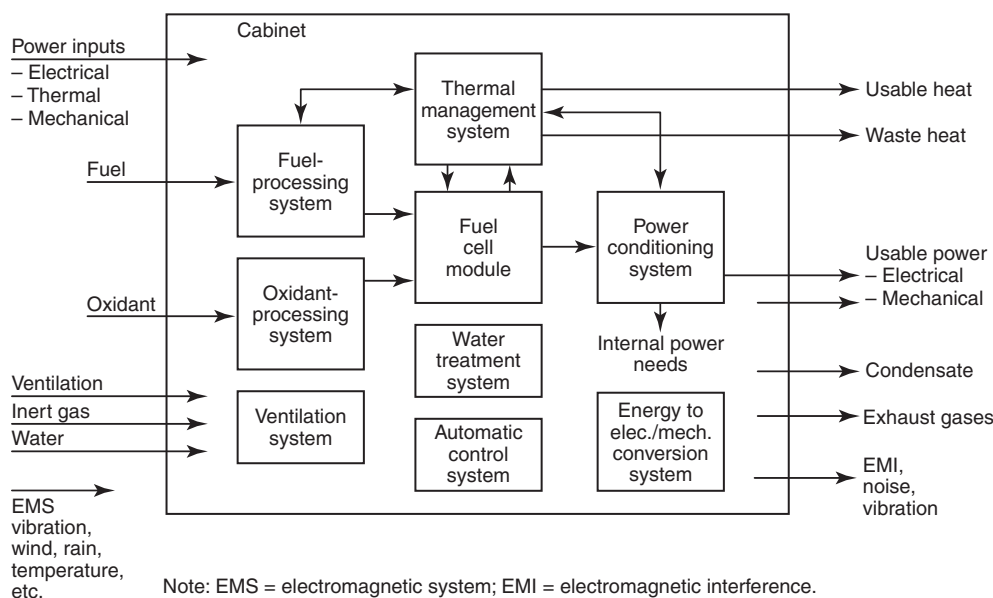 Cabinet
Power inputs
– Electrical
– Thermal
– Mechanical
Fuel
Oxidant
Ventilation
Inert gas
Water
EMS
vibration,
wind, rain,
temperature,
etc.
Fuel-
processing
system
Oxidant-
processing
system
Ventilation
system
Thermal
management
system
Fuel
cell
module
Water
treatment
system
Automatic
control
system
Power
conditioning
system
Internal power
needs
Energy to
elec./mech.
conversion
system
Usable heat
Waste heat
Usable power
– Electrical
– Mechanical
Condensate
Exhaust gases
EMI,
noise,
vibration
Note: EMS = electromagnetic system; EMI = electromagnetic interference.